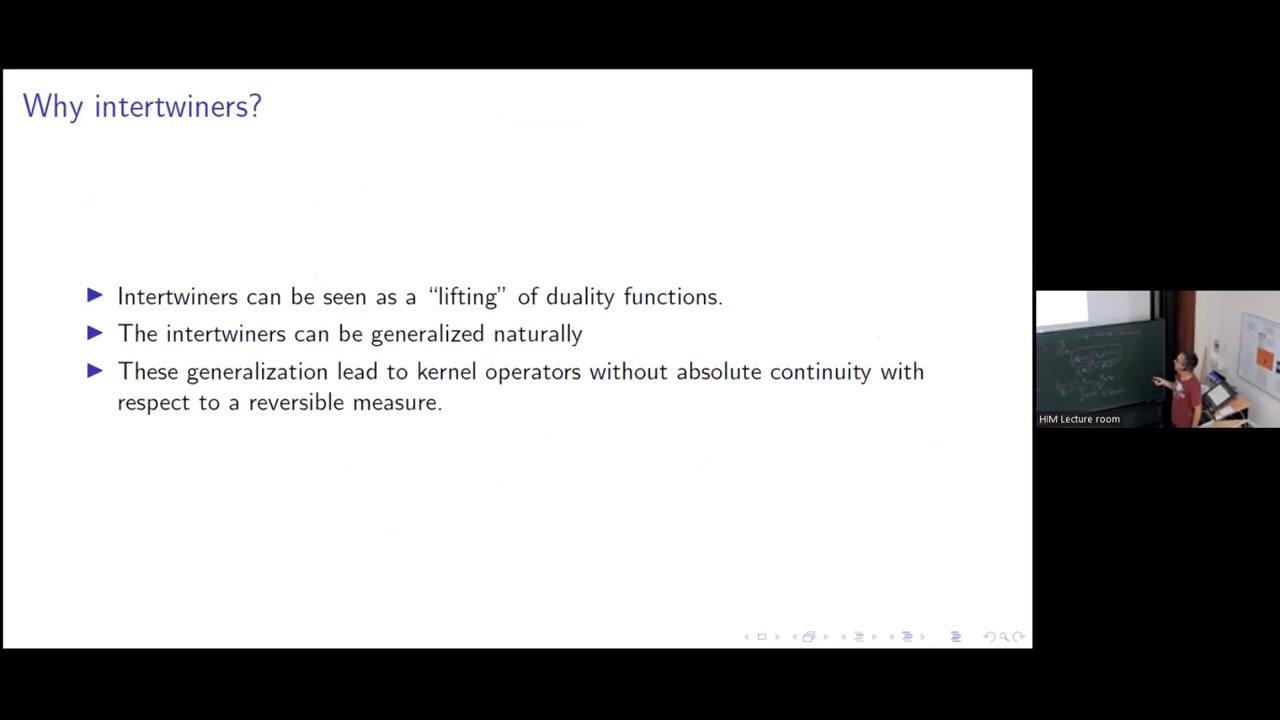 Why intertwiners?
Intertwiners can be seen as a “lifting” of duality functions.
The intertwiners can be generalized naturally
These generalization lead to kernel operators without absolute continuity with
respect to a reversible measure.
HIM Lecture room